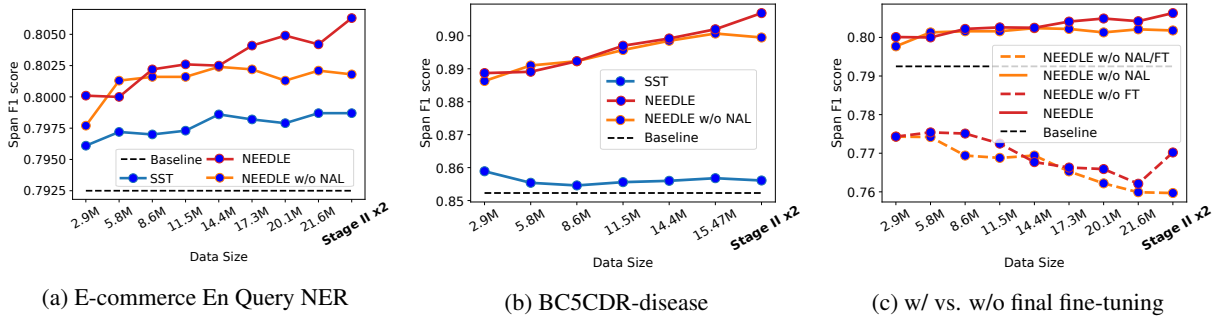 Span F1 score
0.8050
0.8025
0.8000
0.7975
0.7950
0.7925
Baseline
SST
NEEDLE
NEEDLE w/o NAL
2.9M
5.8M
8.6M
11.5M
14.4M
17.3M
20.1M
21.6M
Stage II x2
Data Size
(a) E-commerce En Query NER
Span F1 score
0.90
0.89
0.88
0.87
0.86
0.85
SST
NEEDLE
NEEDLE w/o NAL
Baseline
2.9M
5.8M
8.6M
11.5M
14.4M
15.47M
Stage II x2
Data Size
(b) BC5CDR-disease
Span F1 score
0.80
0.79
0.78
0.77
0.76
NEEDLE w/o NAL/FT
NEEDLE w/o NAL
NEEDLE w/o FT
NEEDLE
Baseline
2.9M
5.8M
8.6M
11.5M
14.4M
17.3M
20.1M
21.6M
Stage II x2
Data Size
(c) w/ vs. w/o final fine-tuning